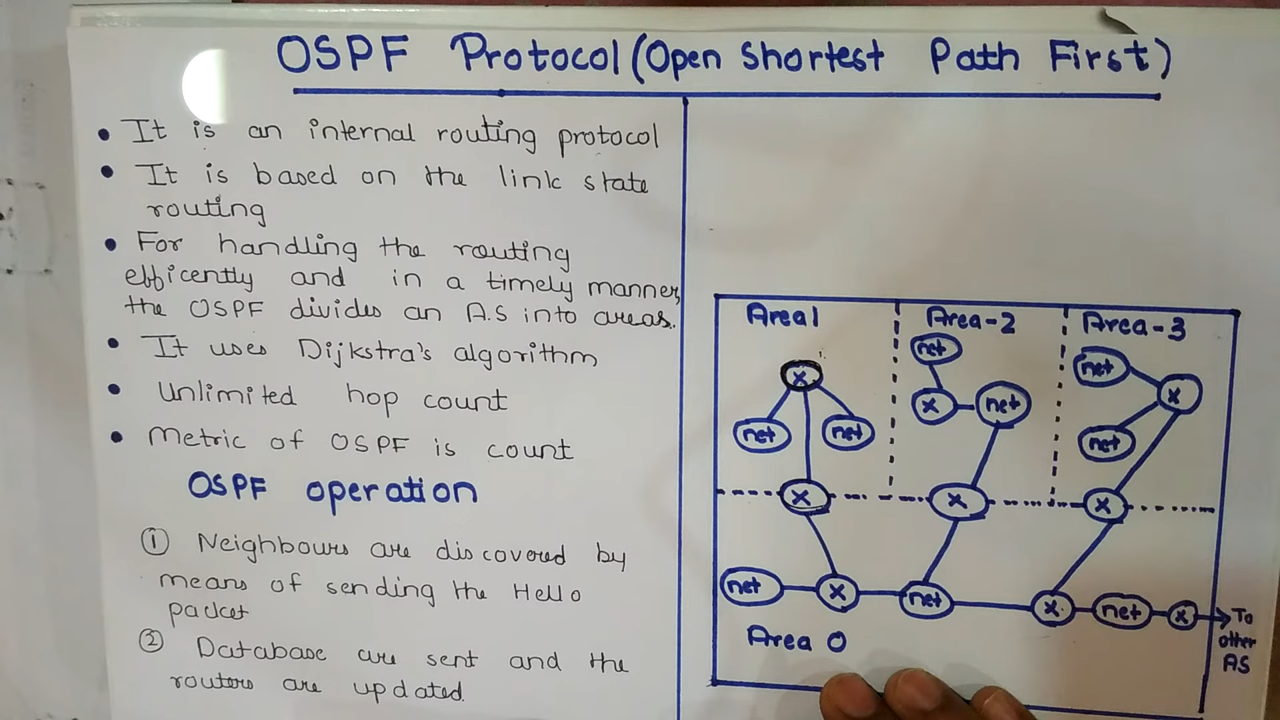 OSPF Protocol (Open Shortest Path First)
• It is an internal routing protocol
• It is based on the link state
routing
• For handling the routing
efficently and in a timely manner,
the OSPF divides an A.S into areas.
• It uses Dijkstra's algorithm
• Unlimited hop count
• Metric of OSPF is count
OSPF operation
① Neighbours are discovered by
means of sending the Hello
packet
② Database are sent and the
routers are updated.
Area1 Area-2 Area-3
net
net
x
x
x net
net net
net
x x x
net x net x net x → To
other
AS
Area 0